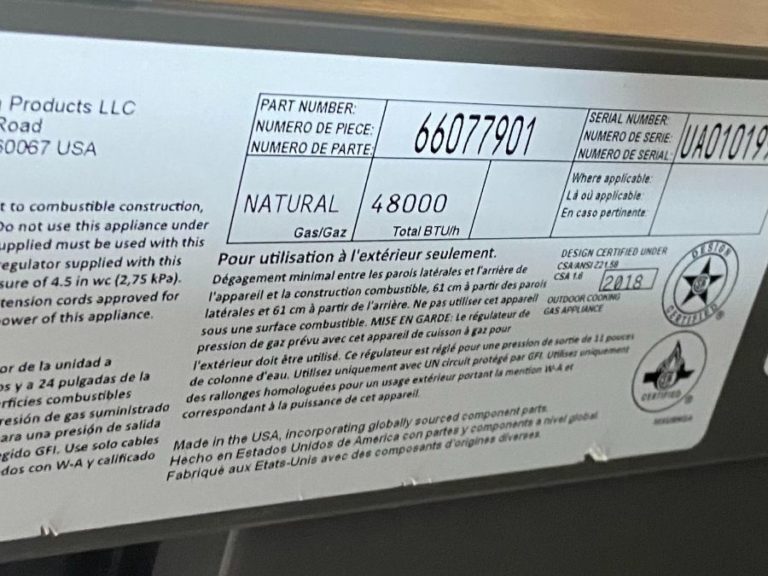 Products LLC
Road
60067 USA
PART NUMBER:
NUMERO DE PIECE:
NUMERO DE PARTE:
66077901
SERIAL NUMBER:
NUMERO DE SERIE:
NUMERO DE SERIAL:
UA01019
NATURAL
Gas/Gaz
48000
Total BTU/h
Where applicable:
Là où applicable:
En caso pertinente:
t to combustible construction,
Do not use this appliance under
upplied must be used with this
regulator supplied with this
sure of 4.5 in wc (2,75 kPa).
tension cords approved for
ower of this appliance.
Pour utilisation à l'extérieur seulement.
Dégagement minimal entre les parois latérales et l'arrière de
l'appareil et la construction combustible, 61 cm à partir des parois
latérales et 61 cm à partir de l'arrière. Ne pas utiliser cet appareil
sous une surface combustible. MISE EN GARDE: Le régulateur de
pression de gaz prévu avec cet appareil de cuisson à gaz pour
l'extérieur doit être utilisé. Ce régulateur est réglé pour une pression de sortie de 11 pouces
de colonne d'eau. Utilisez uniquement avec UN circuit protégé par GFI. Utilisez uniquement
des rallonges homologuées pour un usage extérieur portant la mention W-A et
correspondant à la puissance de cet appareil.
DESIGN CERTIFIED UNDER
CSA/ANSI Z21.58
CSA 1.6
2018
OUTDOOR COOKING
GAS APPLIANCE
DESIGN
CERTIFIED
CERTIFIED
or de la unidad a
os y a 24 pulgadas de la
rficies combustibles
resión de gas suministrado
ara una presión de salida
egido GFI. Use solo cables
dos con W-A y calificado
Made in the USA, incorporating globally sourced component parts.
Hecho en Estados Unidos de América con partes y componentes a nivel global.
Fabriqué aux Etats-Unis avec des composants d'origines diverses.